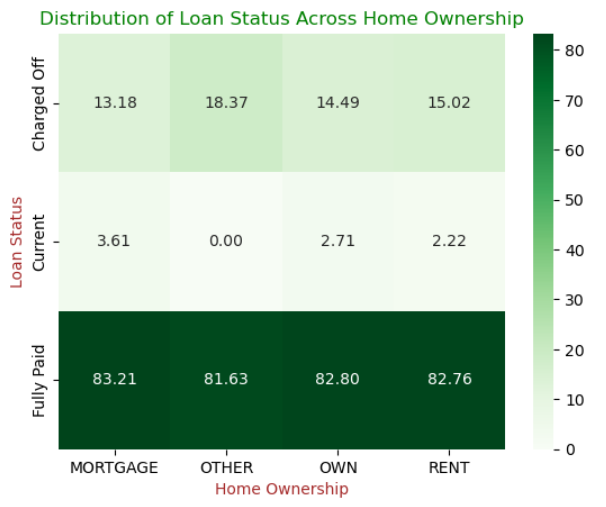 Distribution of Loan Status Across Home Ownership
Loan Status
Charged Off
13.18 18.37 14.49 15.02
Current
3.61 0.00 2.71 2.22
Fully Paid
83.21 81.63 82.80 82.76
MORTGAGE OTHER OWN RENT
Home Ownership
80
70
60
50
40
30
20
10
0